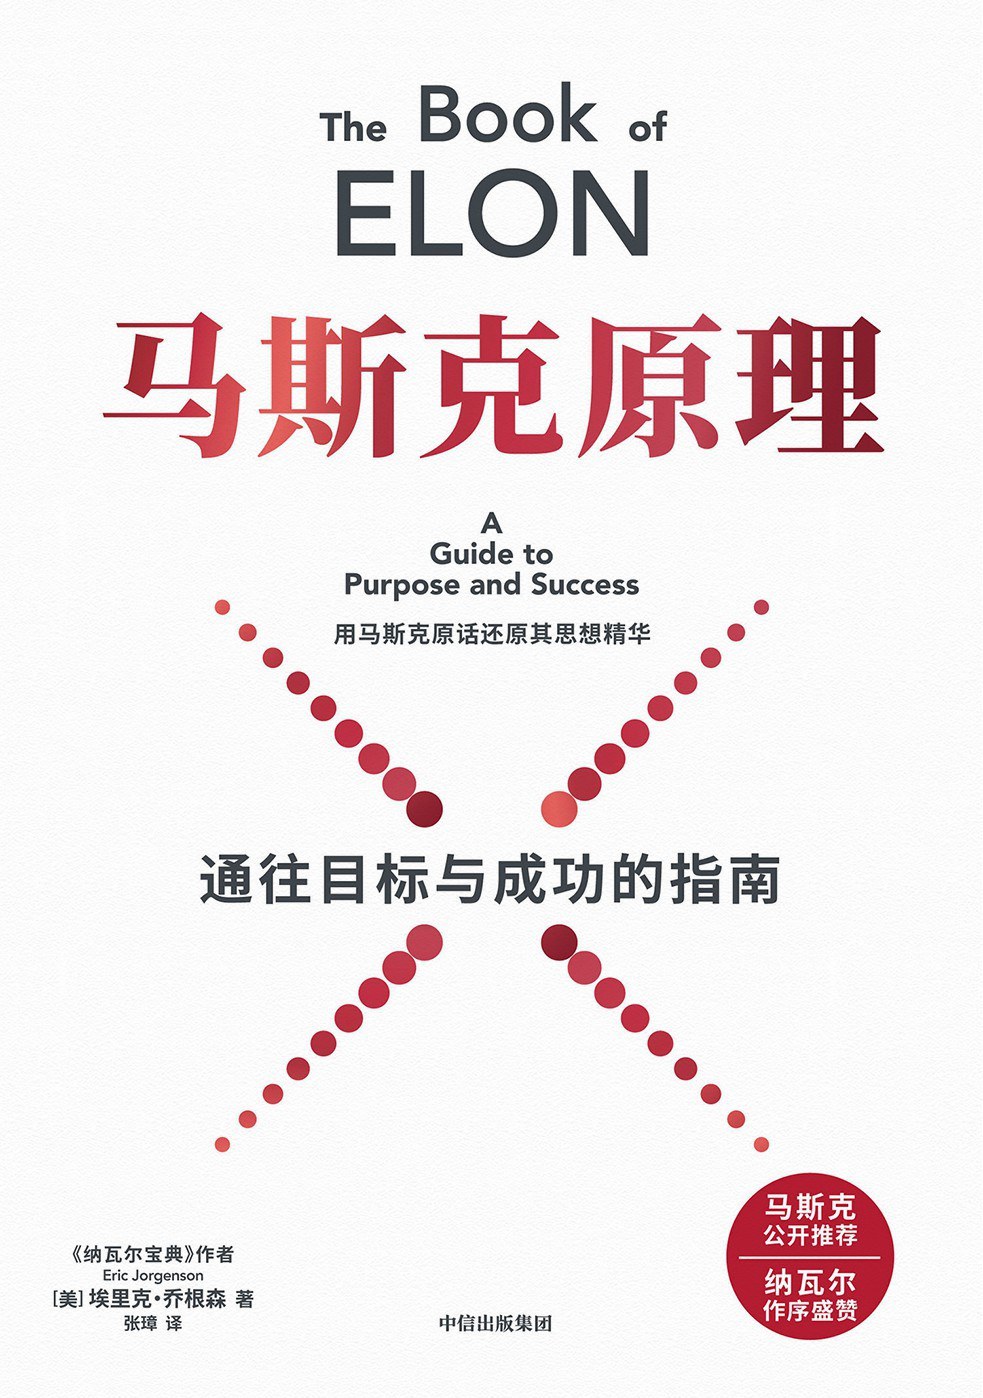 The Book of
ELON
马斯克原理
A
Guide to
Purpose and Success
用马斯克原话还原其思想精华
通往目标与成功的指南
《纳瓦尔宝典》作者
Eric Jorgenson
[美]埃里克·乔根森 著
张璋 译
中信出版集团
马斯克
公开推荐
纳瓦尔
作序盛赞